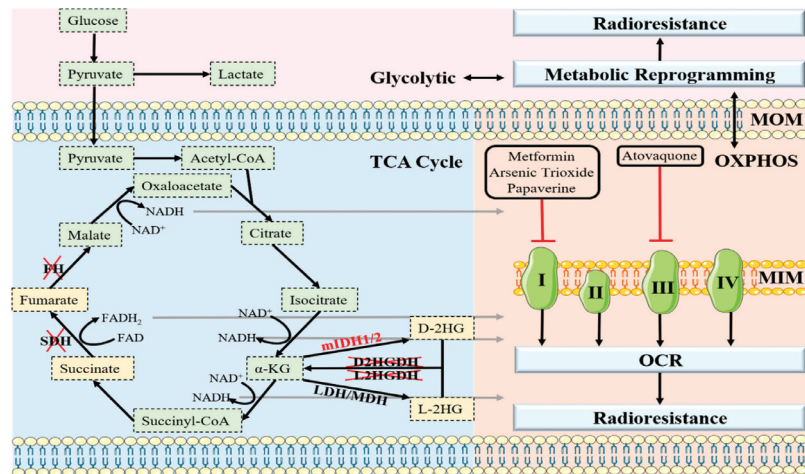 Glucose
Pyruvate
Lactate
Radioresistance
Glycolytic
Metabolic Reprogramming
MOM
Pyruvate
Acetyl-CoA
TCA Cycle
Oxaloacetate
NADH
NAD⁺
Malate
Citrate
FH
Fumarate
Isocitrate
FADH₂
FAD
SDH
Succinate
NAD⁺
NADH
mIDH1/2
D-2HG
α-KG
D2HGDH
L2HGDH
NAD⁺
NADH
LDH/MDH
L-2HG
Succinyl-CoA
Metformin
Arsenic Trioxide
Papaverine
Atovaquone
OXPHOS
MIM
I
II
III
IV
OCR
Radioresistance